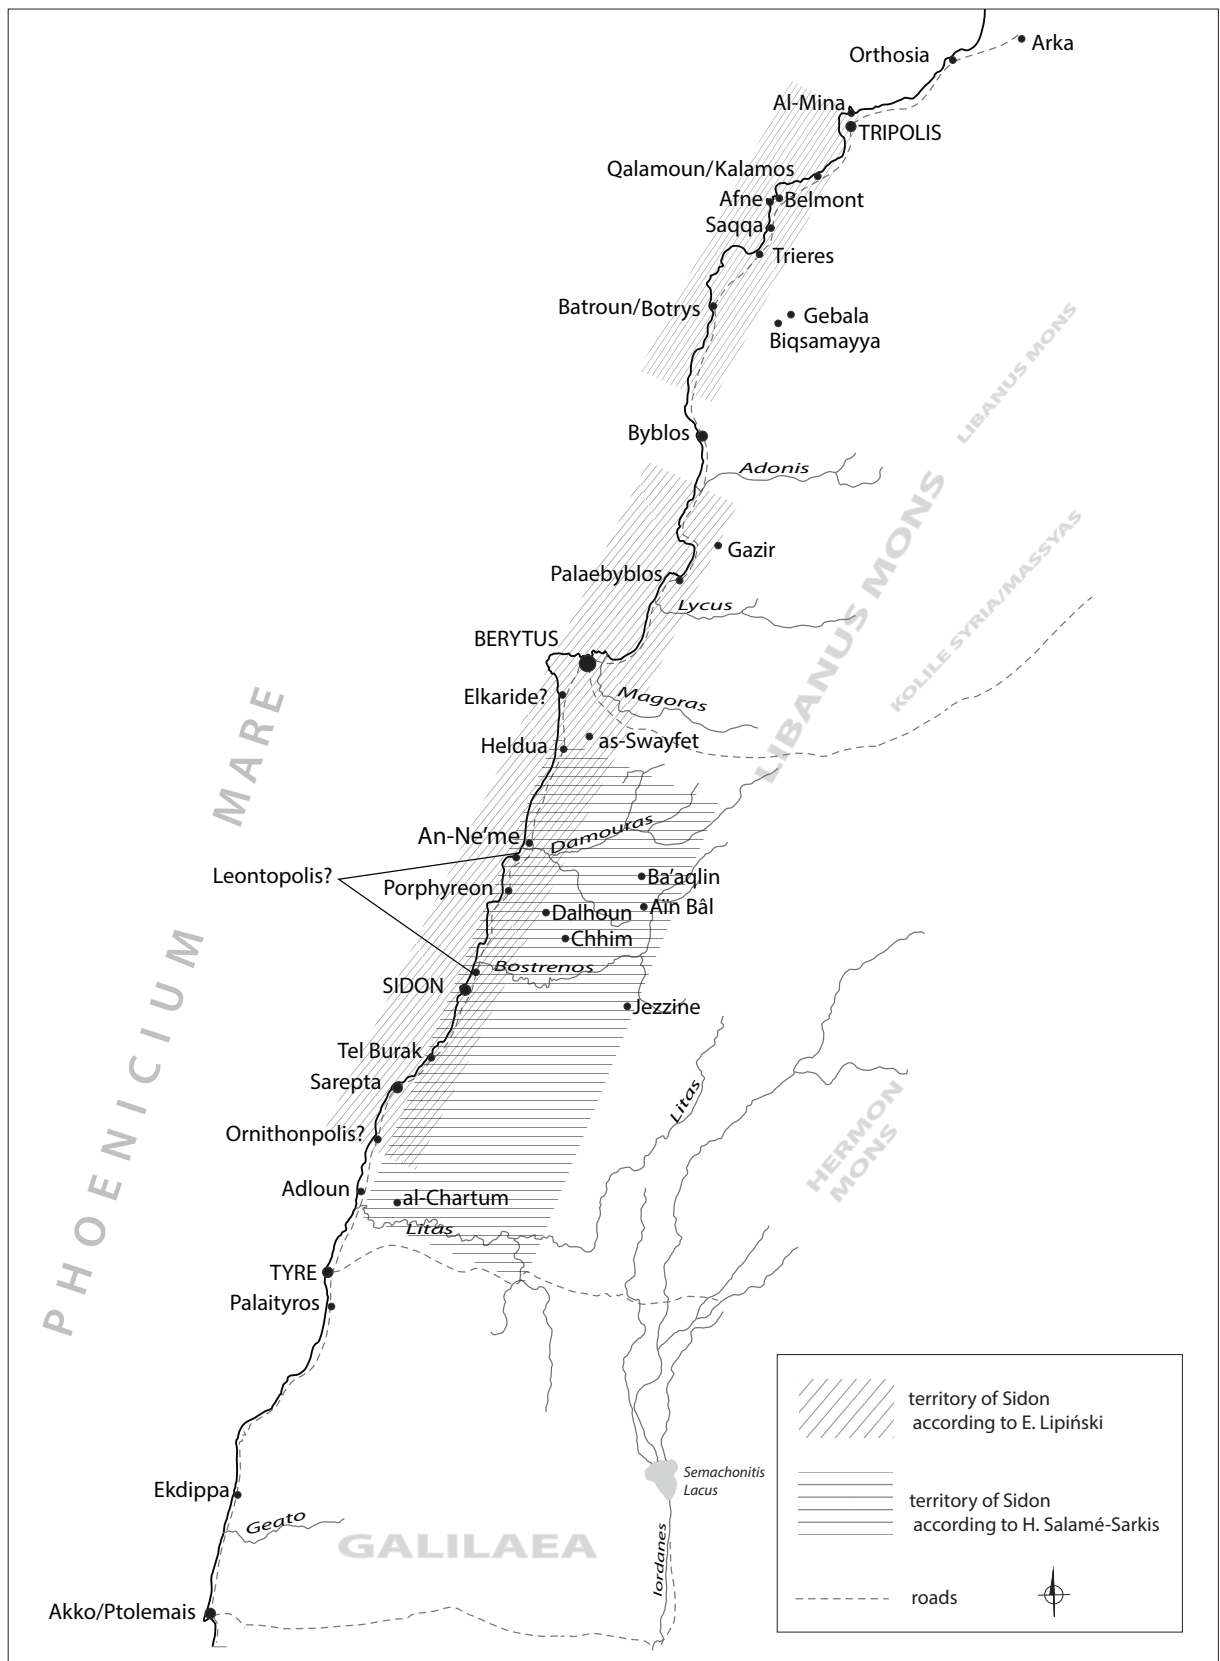 Orthosia
Arka
Al-Mina
TRIPOLIS
Qalamoun/Kalamos
Afne
Belmont
Saqqa
Trieres
Batroun/Botrys
Gebala
Biqsamayya
LIBANUS MONS
Byblos
Adonis
LIBANUS MONS
KOLILE SYRIA/MASSYAS
Gazir
Palaebyblos
Lycus
BERYTUS
Elkaride?
Magoras
Heldua
as-Swayfet
PHOENICIUM MARE
An-Ne'me
Damouras
Leontopolis?
Porphyreon
Ba'aqlin
Dalhoun
Aïn Bâl
Chhim
Bostrenos
SIDON
Jezzine
Tel Burak
Sarepta
Litas
HERMON
MONS
Ornithonpolis?
Adloun
al-Chartum
Litas
TYRE
Palaityros
territory of Sidon
according to E. Lipiński
Ekdippa
Semachonitis
Lacus
territory of Sidon
according to H. Salamé-Sarkis
Geato
GALILAEA
Iordanes
roads
Akko/Ptolemais